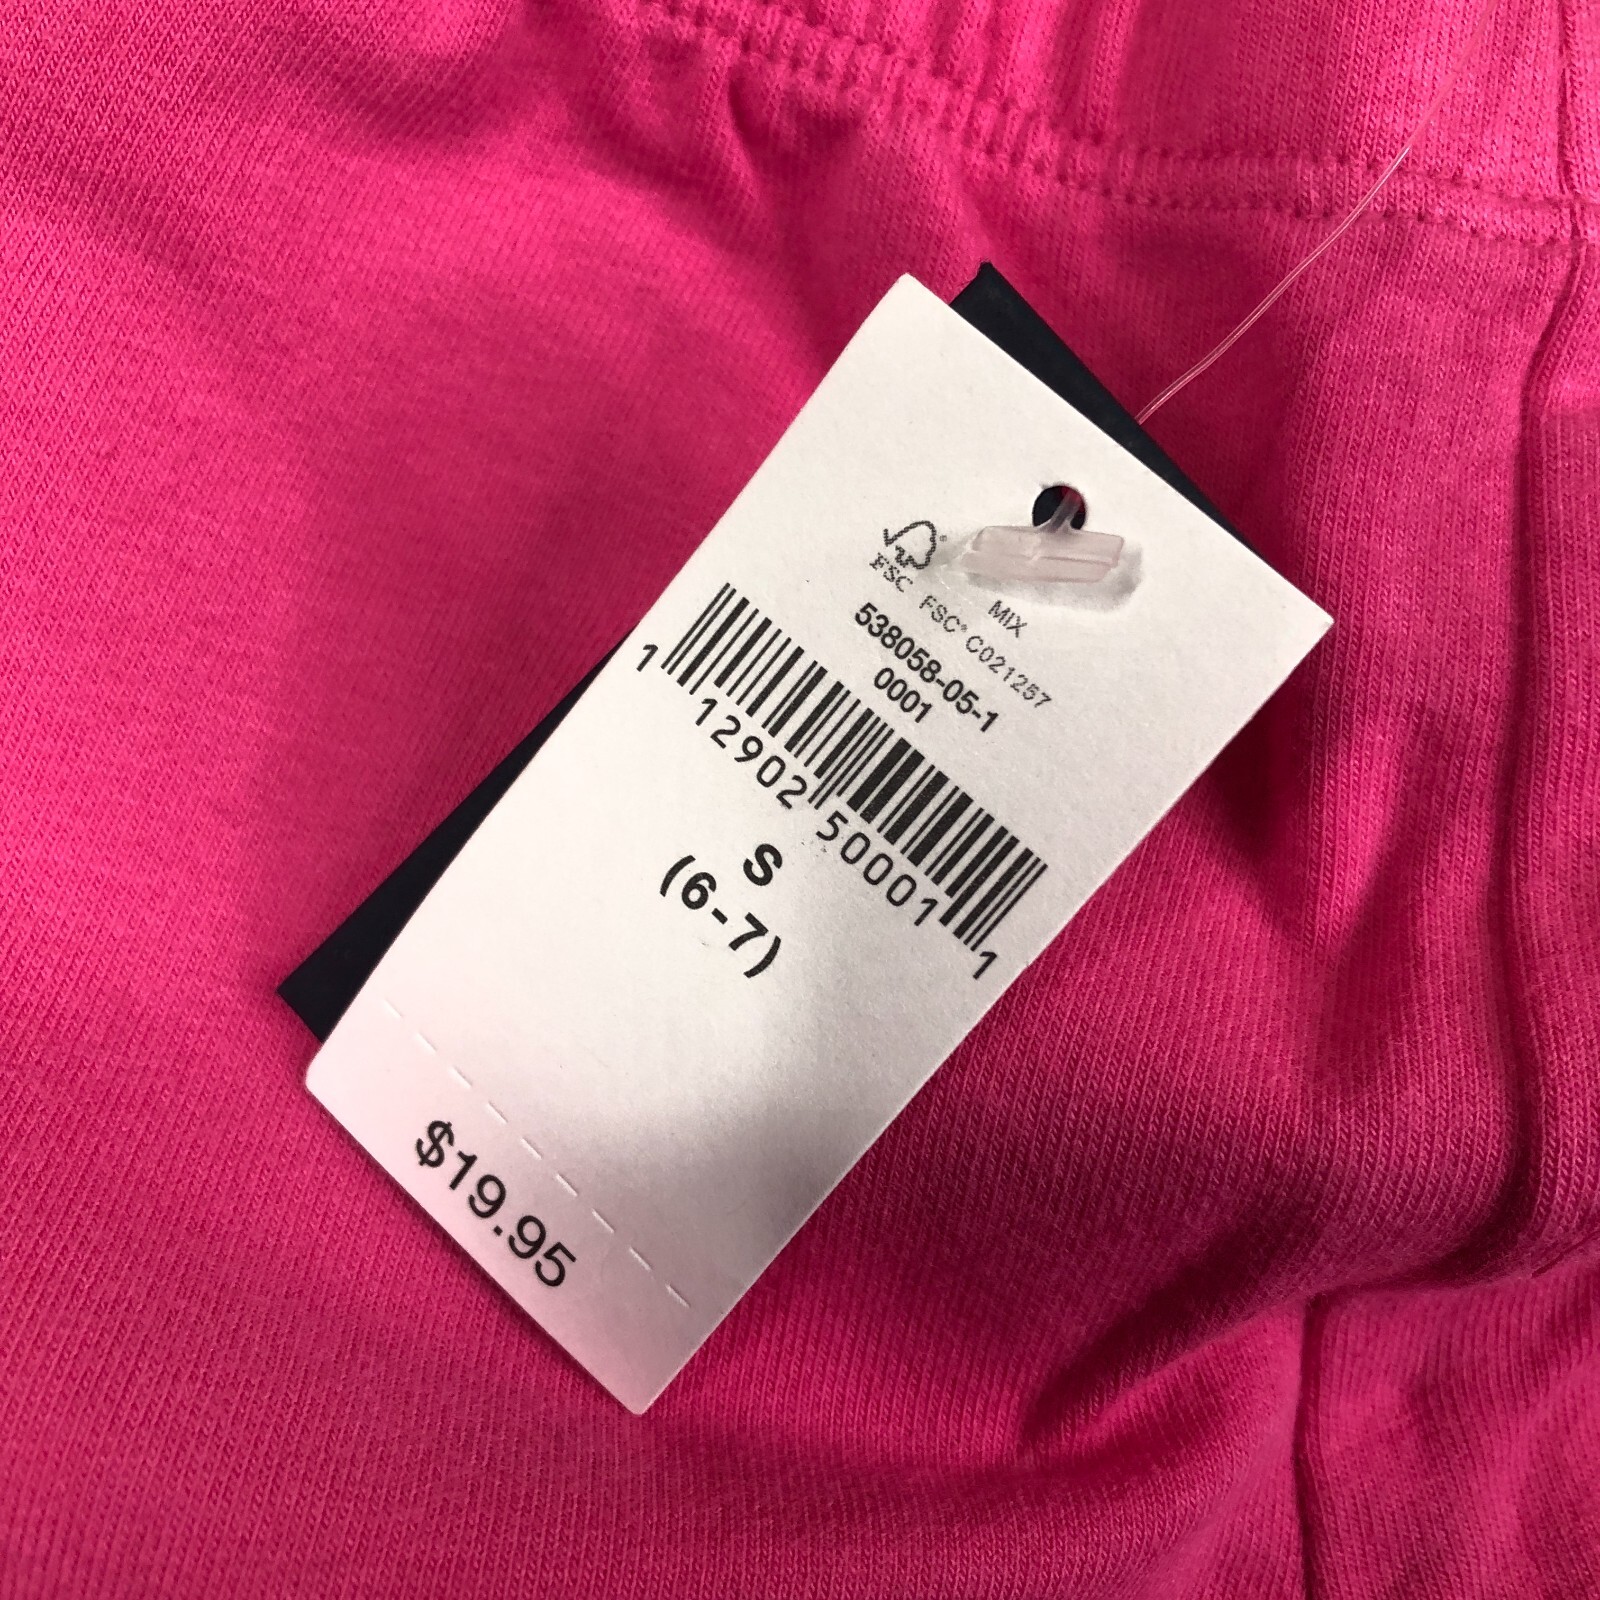 FSC
MIX
FSC® C021257
538058-05-1
0001
1 12902 50001 1
S
(6-7)
$19.95